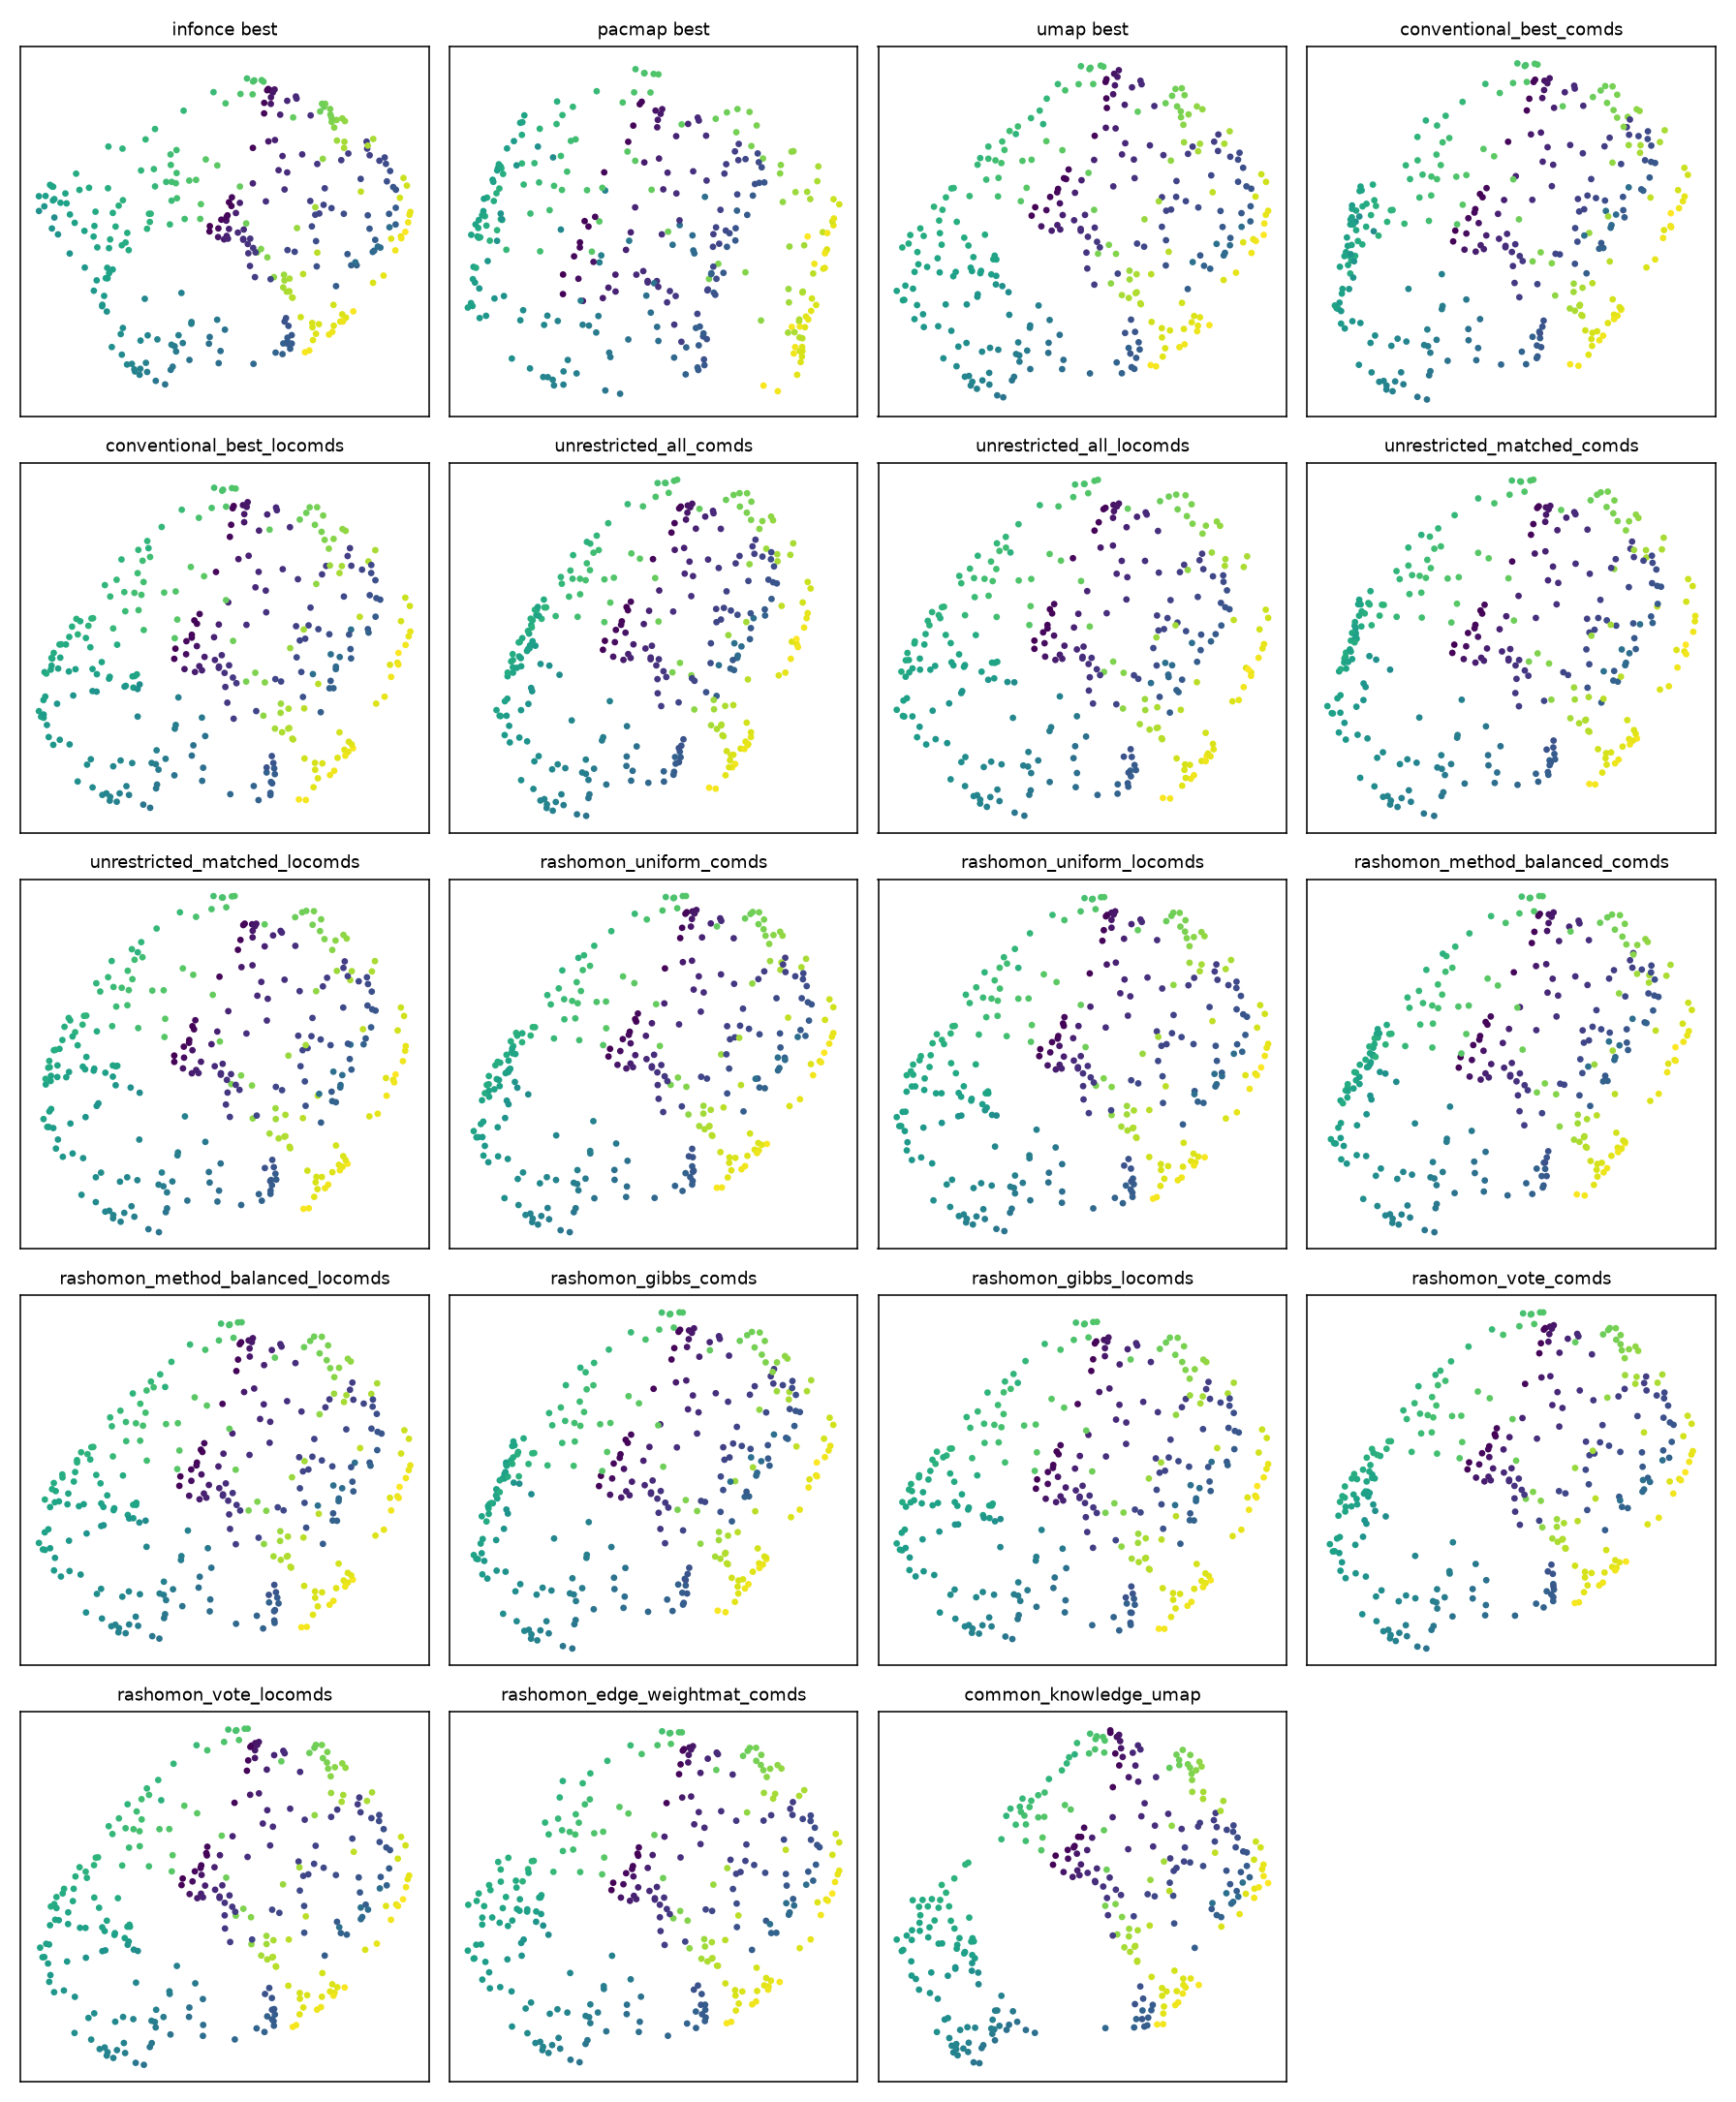 infonce best
pacmap best
umap best
conventional_best_comds
conventional_best_locomds
unrestricted_all_comds
unrestricted_all_locomds
unrestricted_matched_comds
unrestricted_matched_locomds
rashomon_uniform_comds
rashomon_uniform_locomds
rashomon_method_balanced_comds
rashomon_method_balanced_locomds
rashomon_gibbs_comds
rashomon_gibbs_locomds
rashomon_vote_comds
rashomon_vote_locomds
rashomon_edge_weightmat_comds
common_knowledge_umap